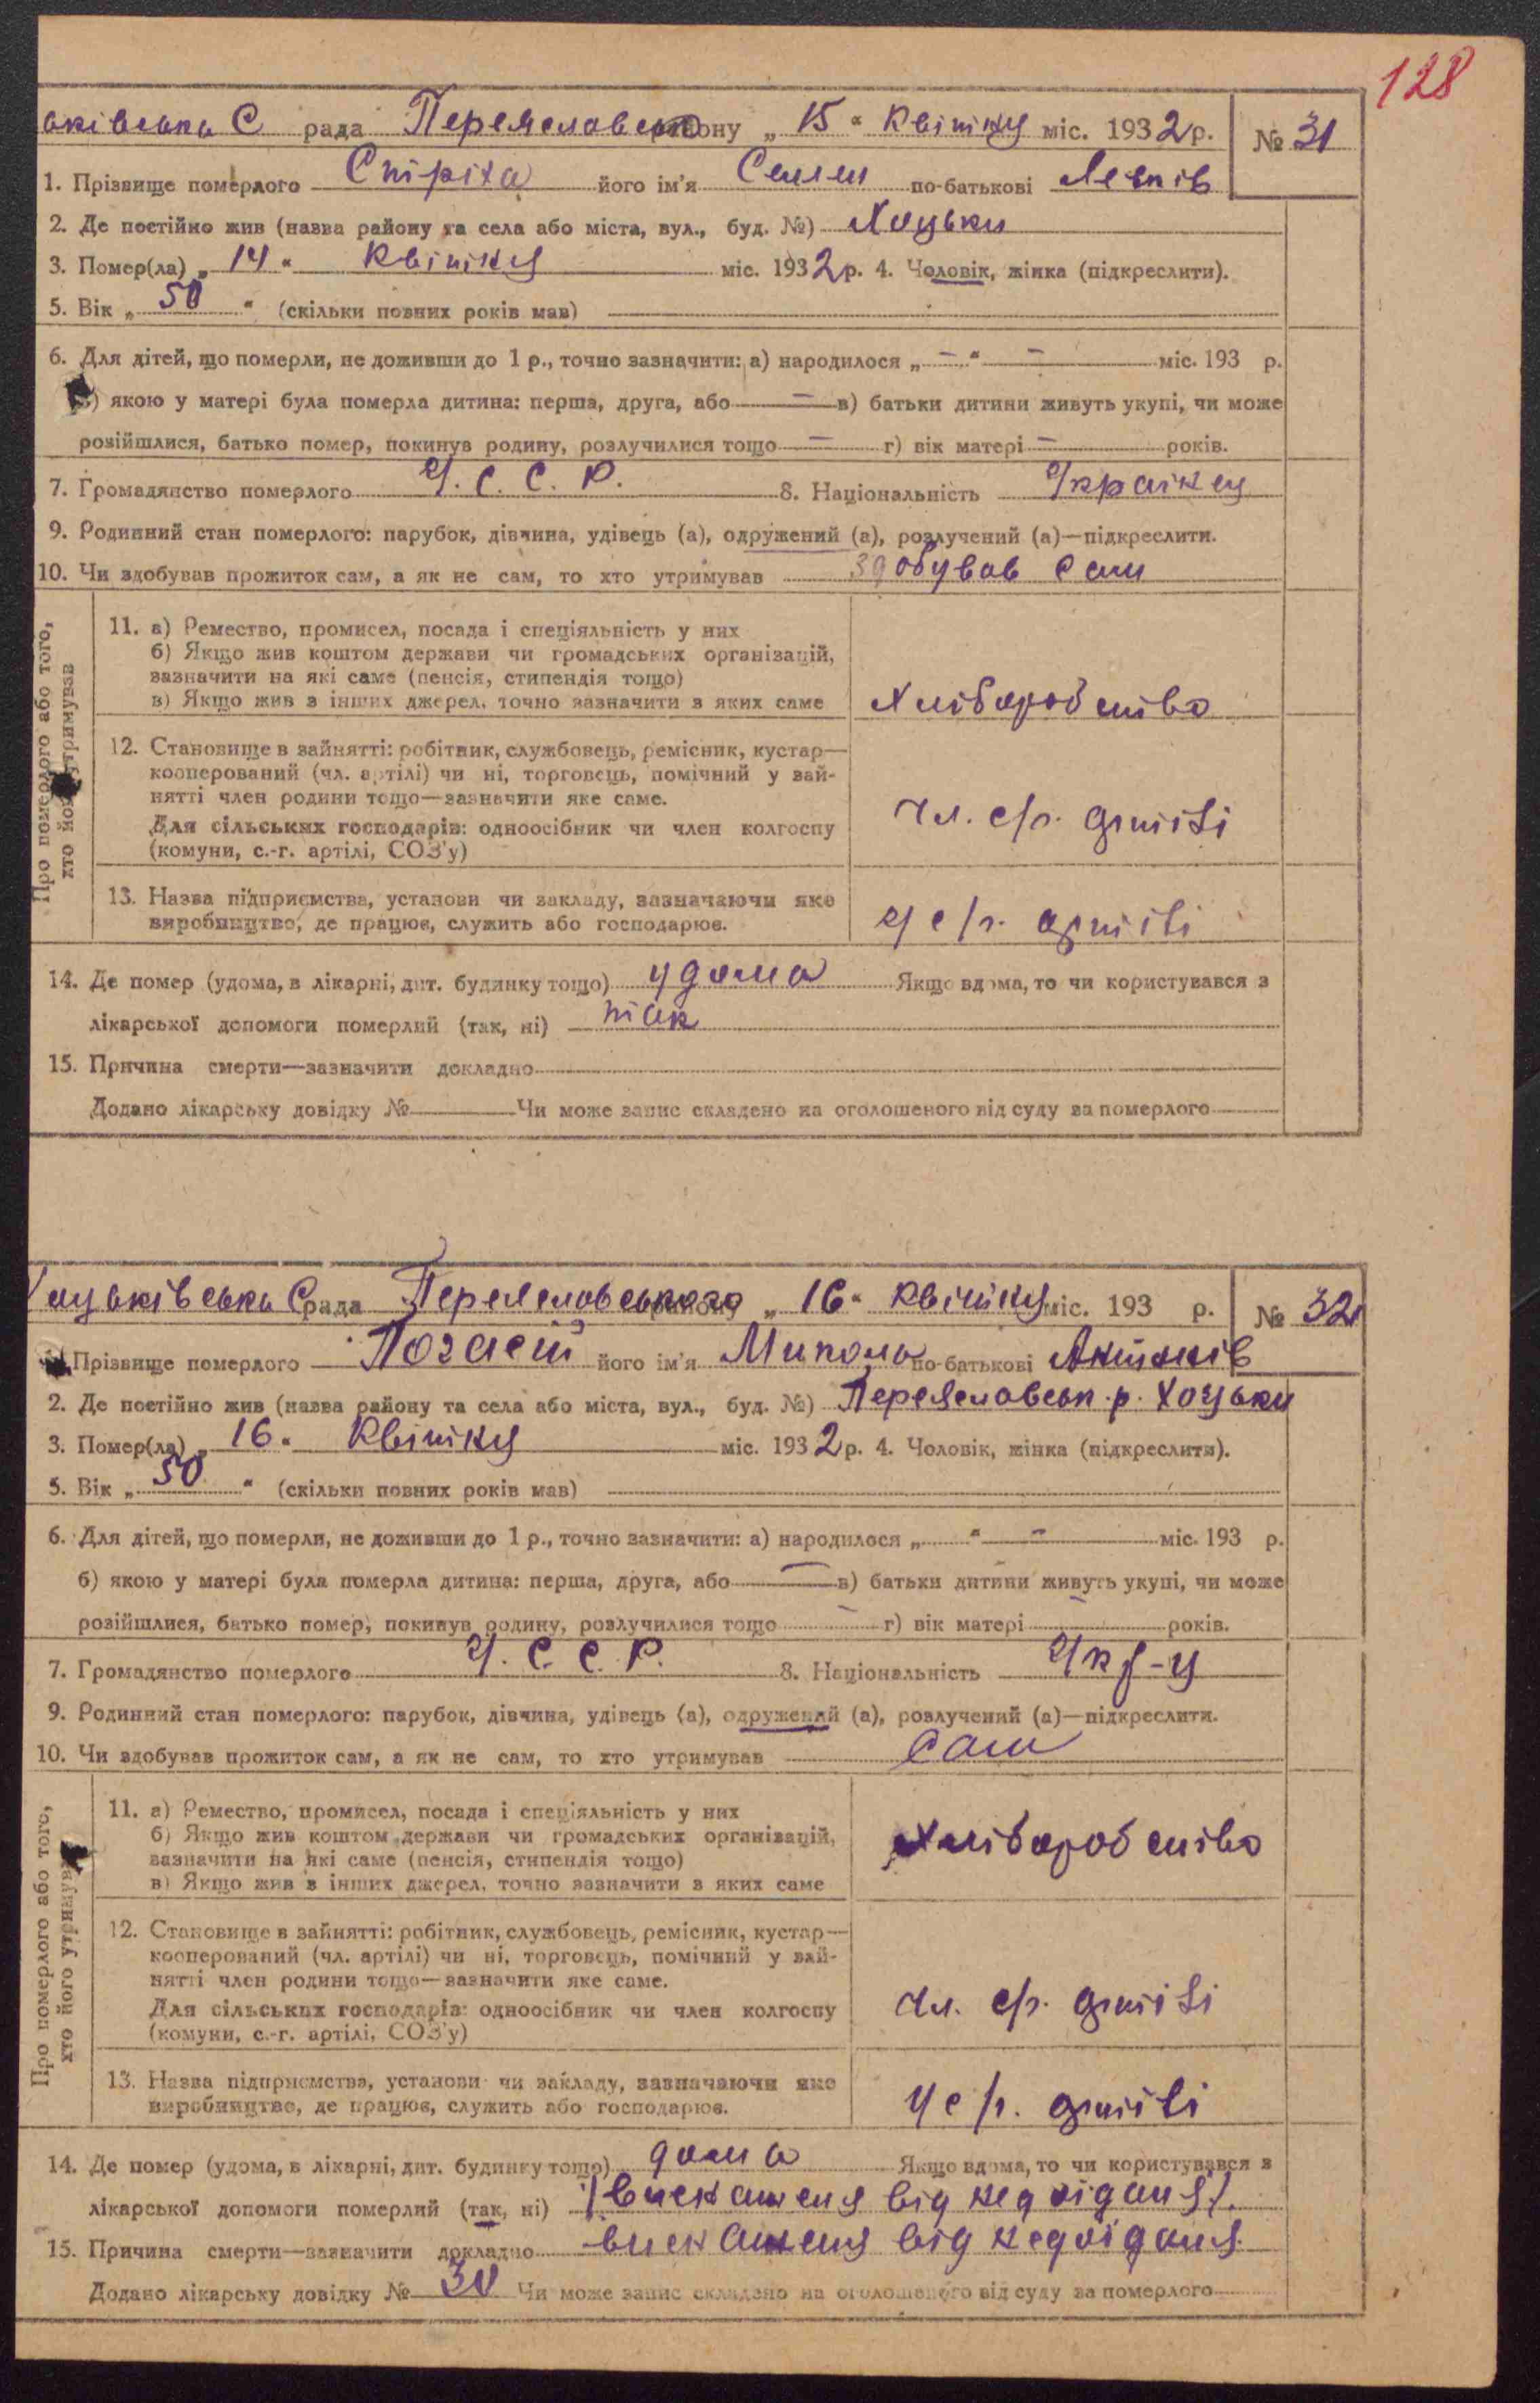 128
ьківська С рада Переяславськ району „ 15 “ Квітня міс. 1932 р. № 31
1. Прізвище померлого Спіріха його ім'я Семен по-батькові
2. Де постійно жив (назва району та села або міста, вул., буд. №) Хоцьки
3. Помер(ла) „ 14 “ Квітня міс. 1932 р. 4. Чоловік, жінка (підкреслити).
5. Вік „ 50 “ (скільки повних років мав)
6. Для дітей, що померли, не доживши до 1 р., точно зазначити: а) народилося „ — “ — міс. 193 р.
б) якою у матері була померла дитина: перша, друга, або — в) батьки дитини живуть укупі, чи може
розійшлися, батько помер, покинув родину, розлучилися тощо — г) вік матері — років.
7. Громадянство померлого У. С. С. Р. 8. Національність Українец
9. Родинний стан померлого: парубок, дівчина, удівець (а), одружений (а), розлучений (а)—підкреслити.
10. Чи здобував прожиток сам, а як не сам, то хто утримував здобував сам
Про померлого або того,
хто його утримував
11. а) Ремество, промисел, посада і спеціяльність у них
б) Якщо жив коштом держави чи громадських організацій,
зазначити на які саме (пенсія, стипендія тощо)
в) Якщо жив з інших джерел, точно зазначити з яких саме
Хліборобство
12. Становище в зайнятті: робітник, службовець, ремісник, кустар—
кооперований (чл. артілі) чи ні, торговець, помічний у зай-
нятті член родини тощо—зазначити яке саме.
Для сільських господарів: одноосібник чи член колгоспу
(комуни, с.-г. артілі, СОЗ'у)
чл. с/г. артілі
13. Назва підприємства, установи чи закладу, зазначаючи яке
виробництво, де працює, служить або господарює.
у с/г. артілі
14. Де помер (удома, в лікарні, дит. будинку тощо) удома Якщо вдома, то чи користувався з
лікарської допомоги померлий (так, ні) так
15. Причина смерти—зазначити докладно
Додано лікарську довідку № Чи може запис складено на оголошеного від суду за померлого
Хоцьківська С рада Переяславського району „ 16 “ Квітня міс. 193 р. № 32
1. Прізвище померлого його ім'я Микола по-батькові
2. Де постійно жив (назва району та села або міста, вул., буд. №) Переяславськ. р. Хоцьки
3. Помер(ла) „ 16 “ Квітня міс. 1932 р. 4. Чоловік, жінка (підкреслити).
5. Вік „ 50 “ (скільки повних років мав)
6. Для дітей, що померли, не доживши до 1 р., точно зазначити: а) народилося „ “ — міс. 193 р.
б) якою у матері була померла дитина: перша, друга, або — в) батьки дитини живуть укупі, чи може
розійшлися, батько помер, покинув родину, розлучилися тощо — г) вік матері — років.
7. Громадянство померлого У. С. С. Р. 8. Національність Укр-ц
9. Родинний стан померлого: парубок, дівчина, удівець (а), одружений (а), розлучений (а)—підкреслити.
10. Чи здобував прожиток сам, а як не сам, то хто утримував Сам
Про померлого або того,
хто його утримував
11. а) Ремество, промисел, посада і спеціяльність у них
б) Якщо жив коштом держави чи громадських організацій,
зазначити на які саме (пенсія, стипендія тощо)
в) Якщо жив з інших джерел, точно зазначити з яких саме
Хліборобство
12. Становище в зайнятті: робітник, службовець, ремісник, кустар—
кооперований (чл. артілі) чи ні, торговець, помічний у зай-
нятті член родини тощо—зазначити яке саме.
Для сільських господарів: одноосібник чи член колгоспу
(комуни, с.-г. артілі, СОЗ'у)
чл. с/г. артілі
13. Назва підприємства, установи чи закладу, зазначаючи яке
виробництво, де працює, служить або господарює.
у с/г. артілі
14. Де помер (удома, в лікарні, дит. будинку тощо) дома Якщо вдома, то чи користувався з
лікарської допомоги померлий (так, ні) від
15. Причина смерти—зазначити докладно від недоїданя
Додано лікарську довідку № 30 Чи може запис складено на оголошеного від суду за померлого